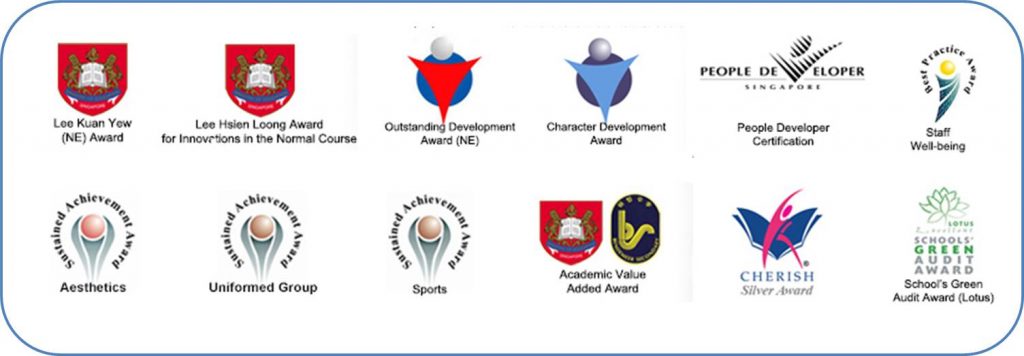 Lee Kuan Yew
(NE) Award
SINGAPORE
Lee Hsien Loong Award
for Innovations in the Normal Course
Outstanding Development
Award (NE)
Character Development
Award
PEOPLE DEVELOPER
SINGAPORE
People Developer
Certification
Best Practice Award
Staff
Well-being
Sustained Achievement Award
Aesthetics
Sustained Achievement Award
Uniformed Group
Sustained Achievement Award
Sports
Academic Value
Added Award
CHERISH
®
Silver Award
LOTUS
SCHOOLS'
GREEN
AUDIT
AWARD
School's Green
Audit Award (Lotus)